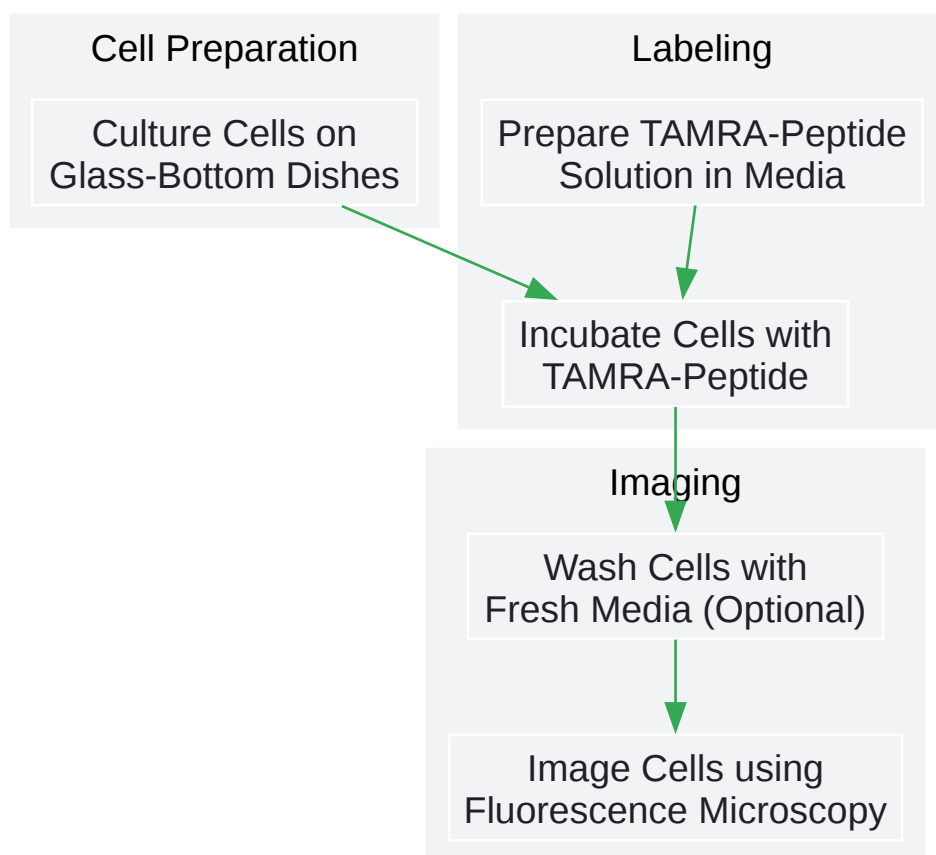 Cell Preparation
Culture Cells on
Glass-Bottom Dishes
Labeling
Prepare TAMRA-Peptide
Solution in Media
Incubate Cells with
TAMRA-Peptide
Imaging
Wash Cells with
Fresh Media (Optional)
Image Cells using
Fluorescence Microscopy